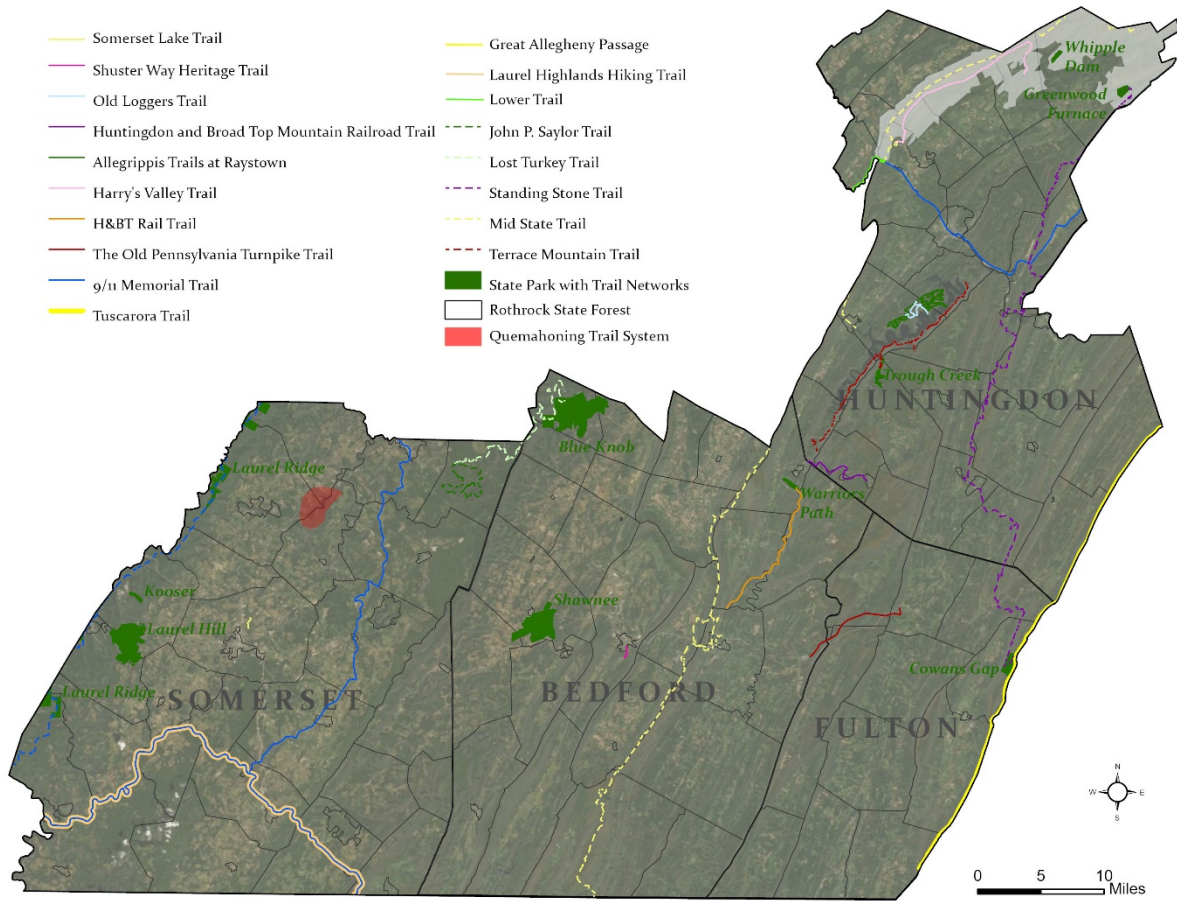 Somerset Lake Trail
Shuster Way Heritage Trail
Old Loggers Trail
Huntingdon and Broad Top Mountain Railroad Trail
Allegrippis Trails at Raystown
Harry's Valley Trail
H&BT Rail Trail
The Old Pennsylvania Turnpike Trail
9/11 Memorial Trail
Tuscarora Trail
Great Allegheny Passage
Laurel Highlands Hiking Trail
Lower Trail
John P. Saylor Trail
Lost Turkey Trail
Standing Stone Trail
Mid State Trail
Terrace Mountain Trail
State Park with Trail Networks
Rothrock State Forest
Quemahoning Trail System
Whipple
Dam
Greenwood
Furnace
Trough Creek
HUNTINGDON
Blue Knob
Laurel Ridge
Warriors
Path
Kooser
Shawnee
Laurel Hill
Cowans Gap
Laurel Ridge
SOMERSET
BEDFORD
FULTON
N
W E
S
0 5 10
Miles